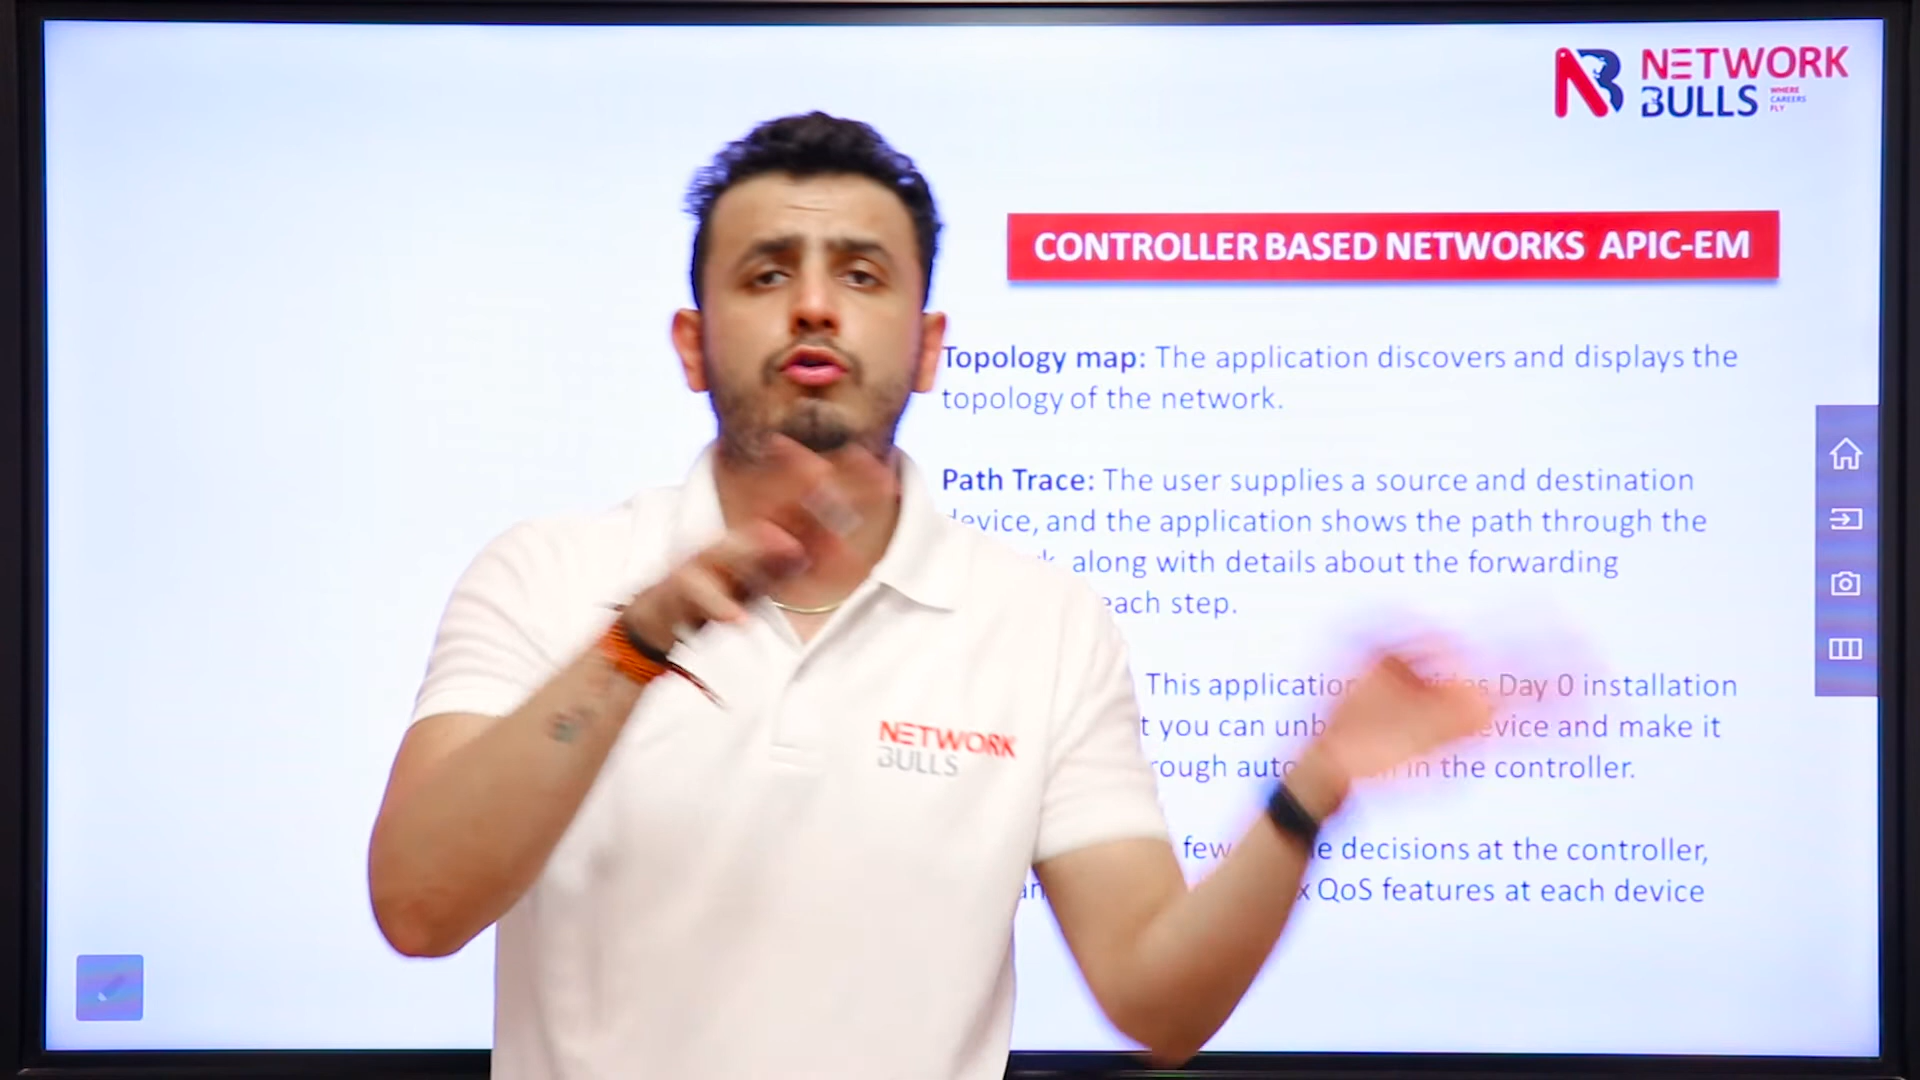 NETWORK
BULLS
WHERE
CAREERS
FLY
CONTROLLER BASED NETWORKS APIC-EM
Topology map: The application discovers and displays the
topology of the network.
Path Trace: The user supplies a source and destination
device, and the application shows the path through the
along with details about the forwarding
each step.
This application Day 0 installation
you can device and make it
in the controller.
few decisions at the controller,
QoS features at each device
NETWORK
BULLS